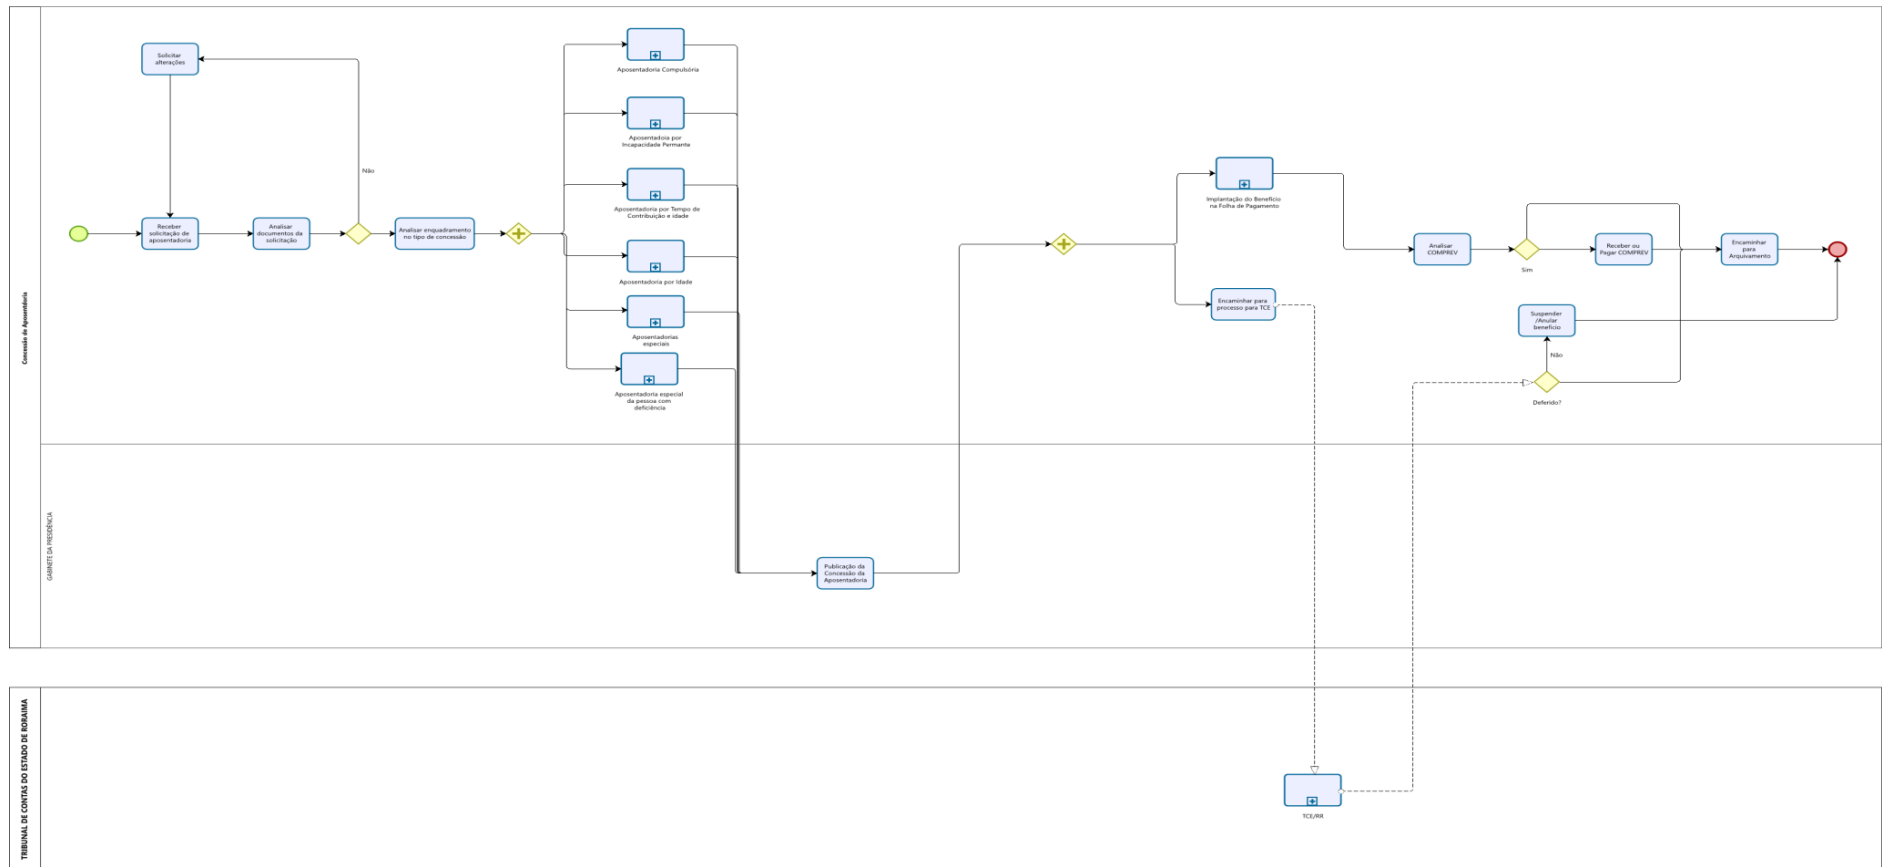 Concessão de Aposentdoria
Solicitar
alterações
Não
Receber
solicitação de
aposentadoria
Analisar
documentos da
solicitação
Analisar enquadramento
no tipo de concessão
Aposentadoria Compulsória
Aposentadoia por
Incapacidade Permante
Aposentadoria por Tempo de
Contribuição e idade
Aposentadoria por Idade
Aposentadorias
especiais
Aposentadoria especial
da pessoa com
deficiência
Implantação do Benefício
na Folha de Pagamento
Encaminhar para
processo para TCE
Analisar
COMPREV
Sim
Receber ou
Pagar COMPREV
Encaminhar
para
Arquivamento
Suspender
/Anular
benefício
Não
Deferido?
GABINETE DA PRESIDÊNCIA
Publicação da
Concessão da
Aposentadoria
TRIBUNAL DE CONTAS DO ESTADO DE RORAIMA
TCE/RR